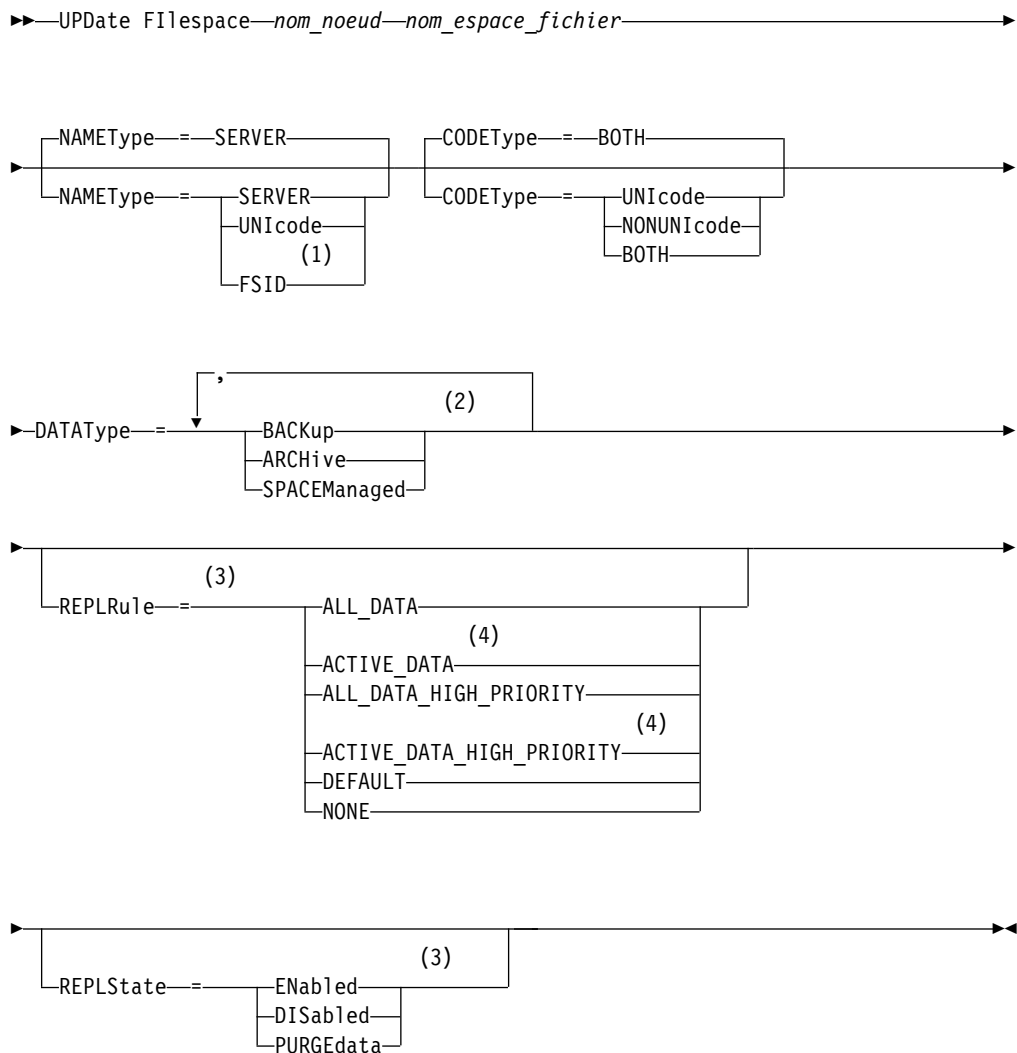 UPDate FIlespace nom_noeud nom_espace_fichier
NAMEType = SERVER CODEType = BOTH
NAMEType = SERVER CODEType = UNIcode
UNIcode NONUNIcode
(1) BOTH
FSID
,
(2)
DATAType = BACKup
ARCHive
SPACEManaged
(3)
REPLRule = ALL_DATA
(4)
ACTIVE_DATA
ALL_DATA_HIGH_PRIORITY
(4)
ACTIVE_DATA_HIGH_PRIORITY
DEFAULT
NONE
(3)
REPLState = ENabled
DISabled
PURGEdata